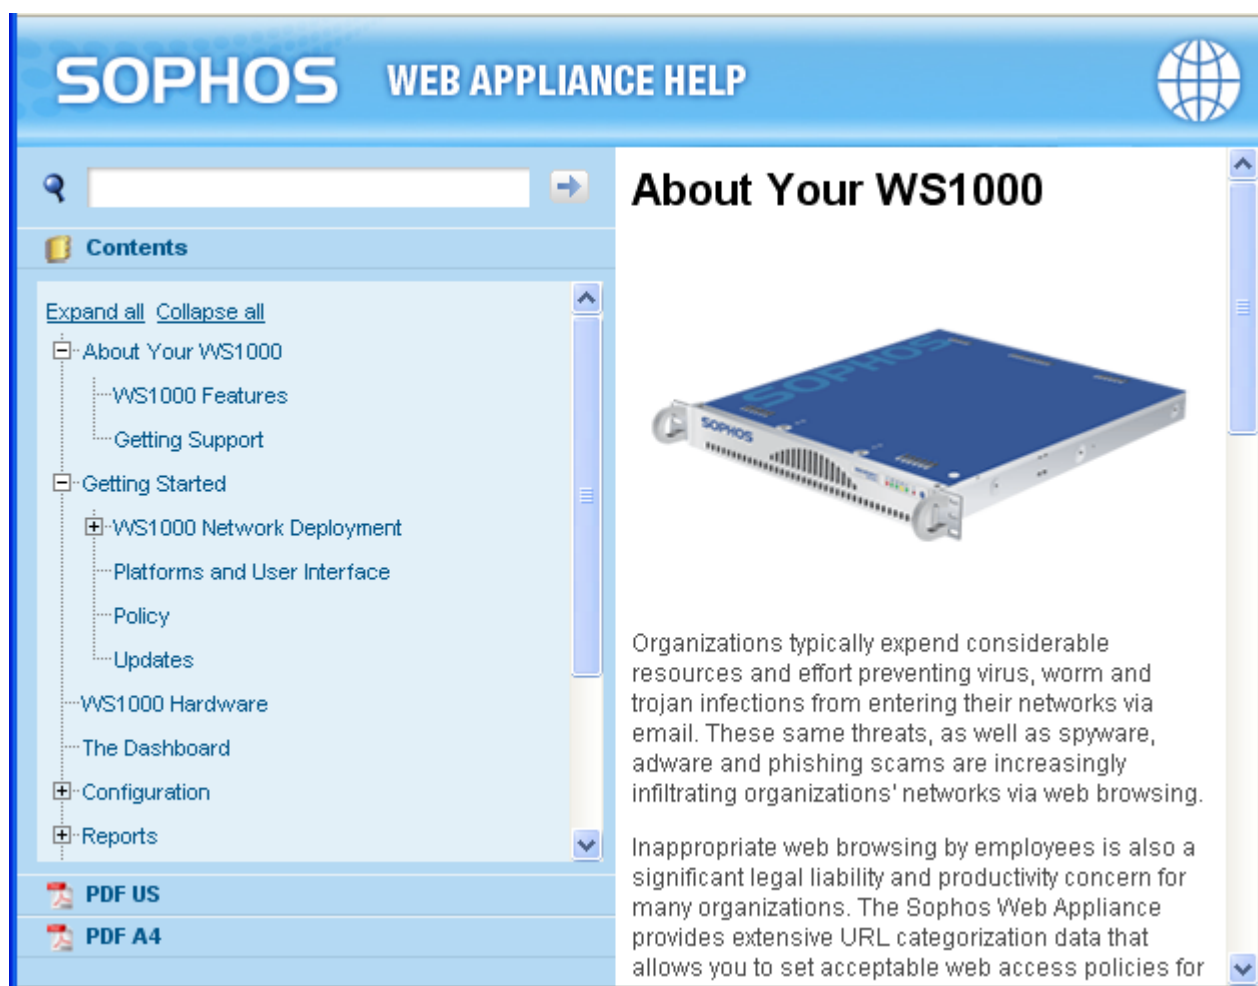 SOPHOS WEB APPLIANCE HELP
Contents
Expand all Collapse all
About Your WS1000
WS1000 Features
Getting Support
Getting Started
WS1000 Network Deployment
Platforms and User Interface
Policy
Updates
WS1000 Hardware
The Dashboard
Configuration
Reports
PDF US
PDF A4
About Your WS1000
SOPHOS
SOPHOS
Organizations typically expend considerable
resources and effort preventing virus, worm and
trojan infections from entering their networks via
email. These same threats, as well as spyware,
adware and phishing scams are increasingly
infiltrating organizations' networks via web browsing.
Inappropriate web browsing by employees is also a
significant legal liability and productivity concern for
many organizations. The Sophos Web Appliance
provides extensive URL categorization data that
allows you to set acceptable web access policies for